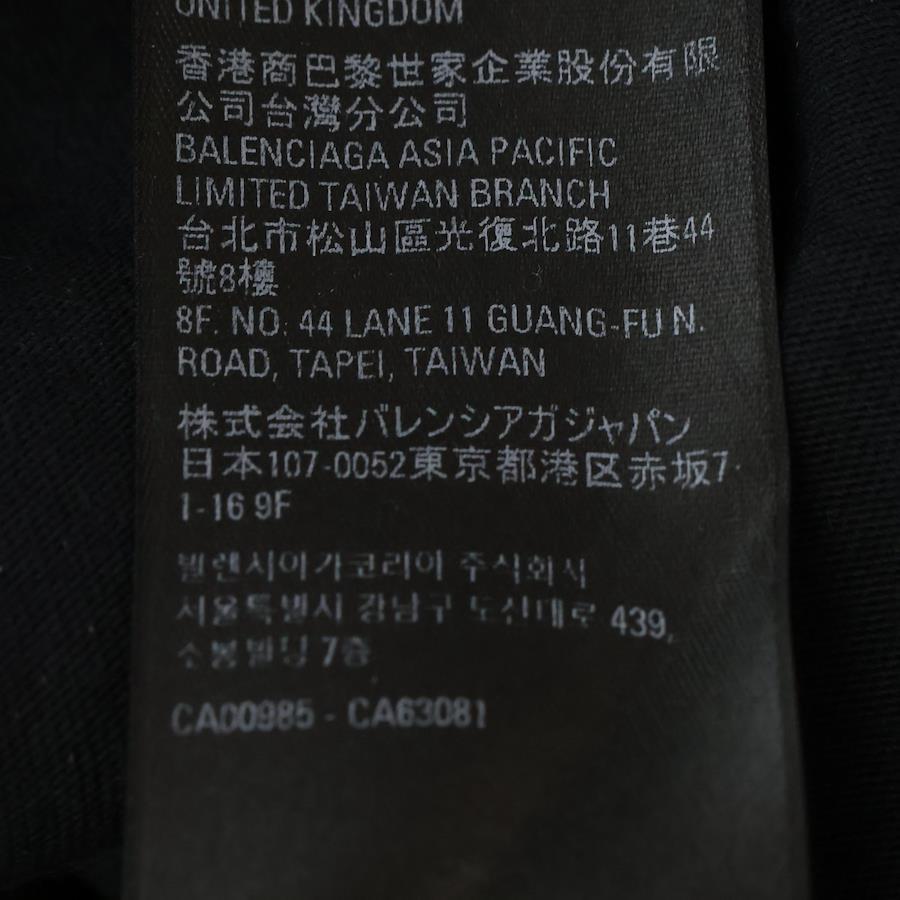 UNITED KINGDOM
香港商巴黎世家企業股份有限
公司台灣分公司
BALENCIAGA ASIA PACIFIC
LIMITED TAIWAN BRANCH
台北市松山區光復北路11巷44
號8樓
8F. NO. 44 LANE 11 GUANG-FU N.
ROAD, TAPEI, TAIWAN
株式会社バレンシアガジャパン
日本107-0052東京都港区赤坂7-
1-16 9F
발렌시아가코리아 주식회사
서울특별시 강남구 도산대로 439,
소봉빌딩 7층
CA00985 - CA63081